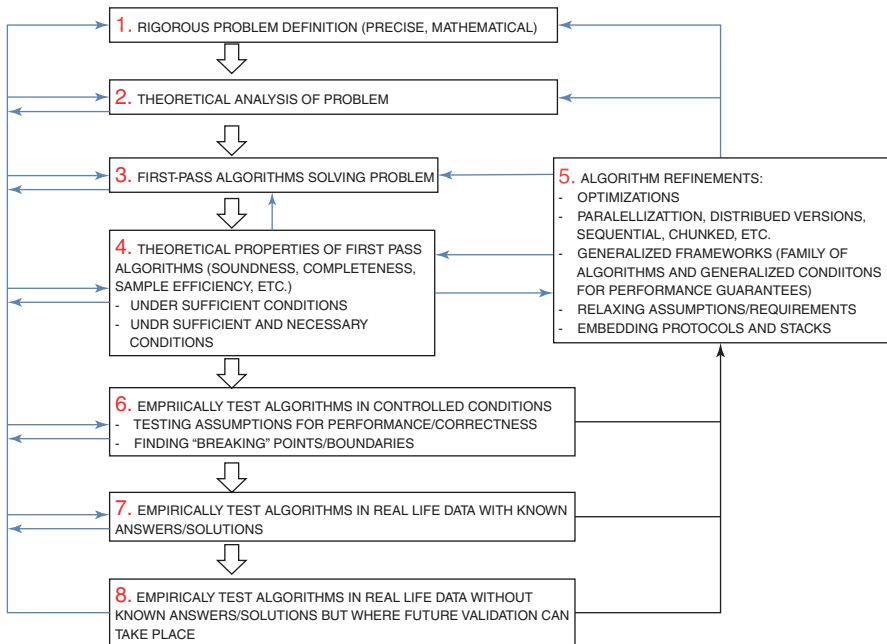 1. RIGOROUS PROBLEM DEFINITION (PRECISE, MATHEMATICAL)
2. THEORETICAL ANALYSIS OF PROBLEM
3. FIRST-PASS ALGORITHMS SOLVING PROBLEM
4. THEORETICAL PROPERTIES OF FIRST PASS
ALGORITHMS (SOUNDNESS, COMPLETENESS,
SAMPLE EFFICIENCY, ETC.)
- UNDER SUFFICIENT CONDITIONS
- UNDR SUFFICIENT AND NECESSARY
CONDITIONS
5. ALGORITHM REFINEMENTS:
- OPTIMIZATIONS
- PARALELLIZATTION, DISTRIBUED VERSIONS,
SEQUENTIAL, CHUNKED, ETC.
- GENERALIZED FRAMEWORKS (FAMILY OF
ALGORITHMS AND GENERALIZED CONDIITONS
FOR PERFORMANCE GUARANTEES)
- RELAXING ASSUMPTIONS/REQUIREMENTS
- EMBEDDING PROTOCOLS AND STACKS
6. EMPRIICALLY TEST ALGORITHMS IN CONTROLLED CONDITIONS
- TESTING ASSUMPTIONS FOR PERFORMANCE/CORRECTNESS
- FINDING “BREAKING” POINTS/BOUNDARIES
7. EMPIRICALLY TEST ALGORITHMS IN REAL LIFE DATA WITH KNOWN
ANSWERS/SOLUTIONS
8. EMPIRICALY TEST ALGORITHMS IN REAL LIFE DATA WITHOUT
KNOWN ANSWERS/SOLUTIONS BUT WHERE FUTURE VALIDATION CAN
TAKE PLACE